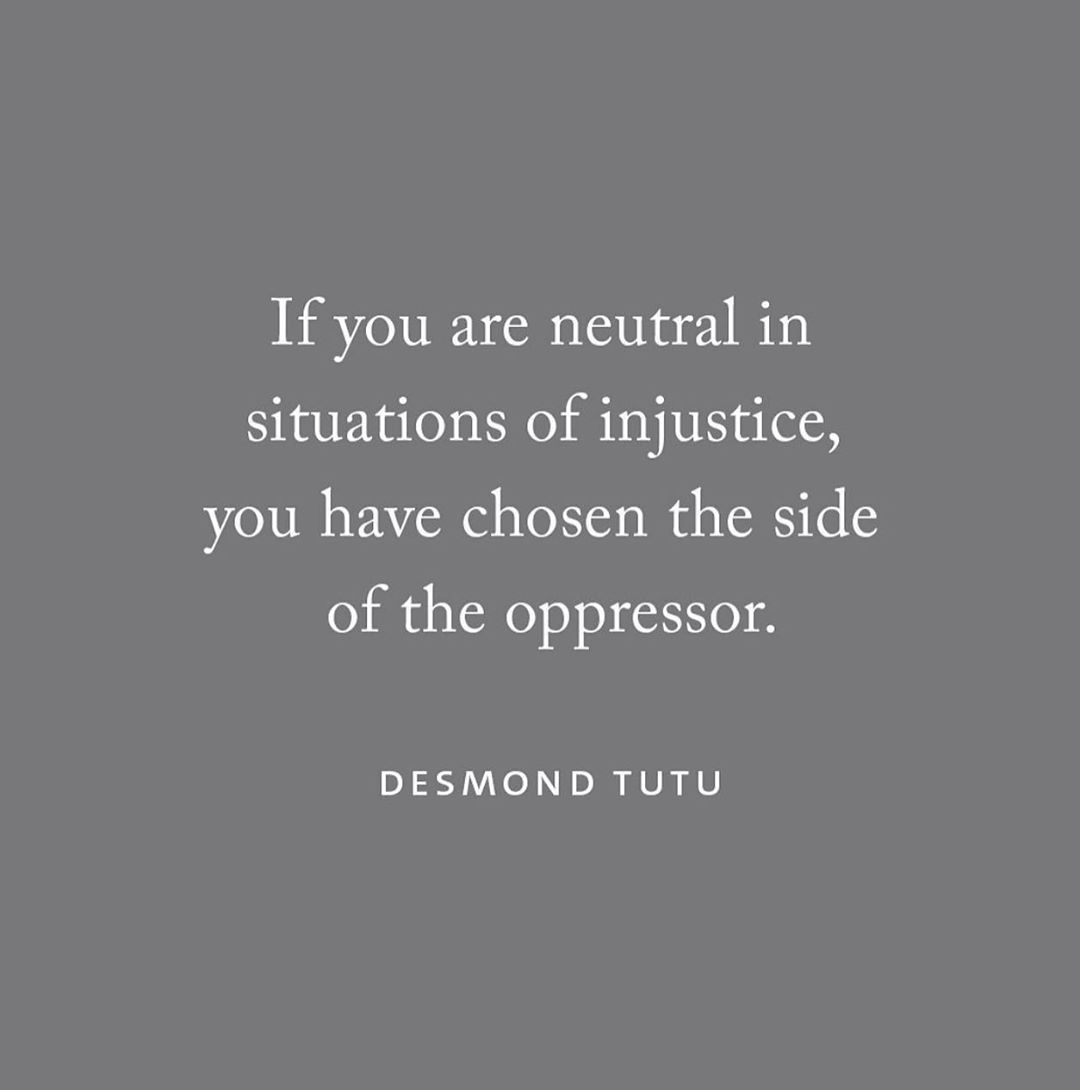 If you are neutral in
situations of injustice,
you have chosen the side
of the oppressor.
DESMOND TUTU